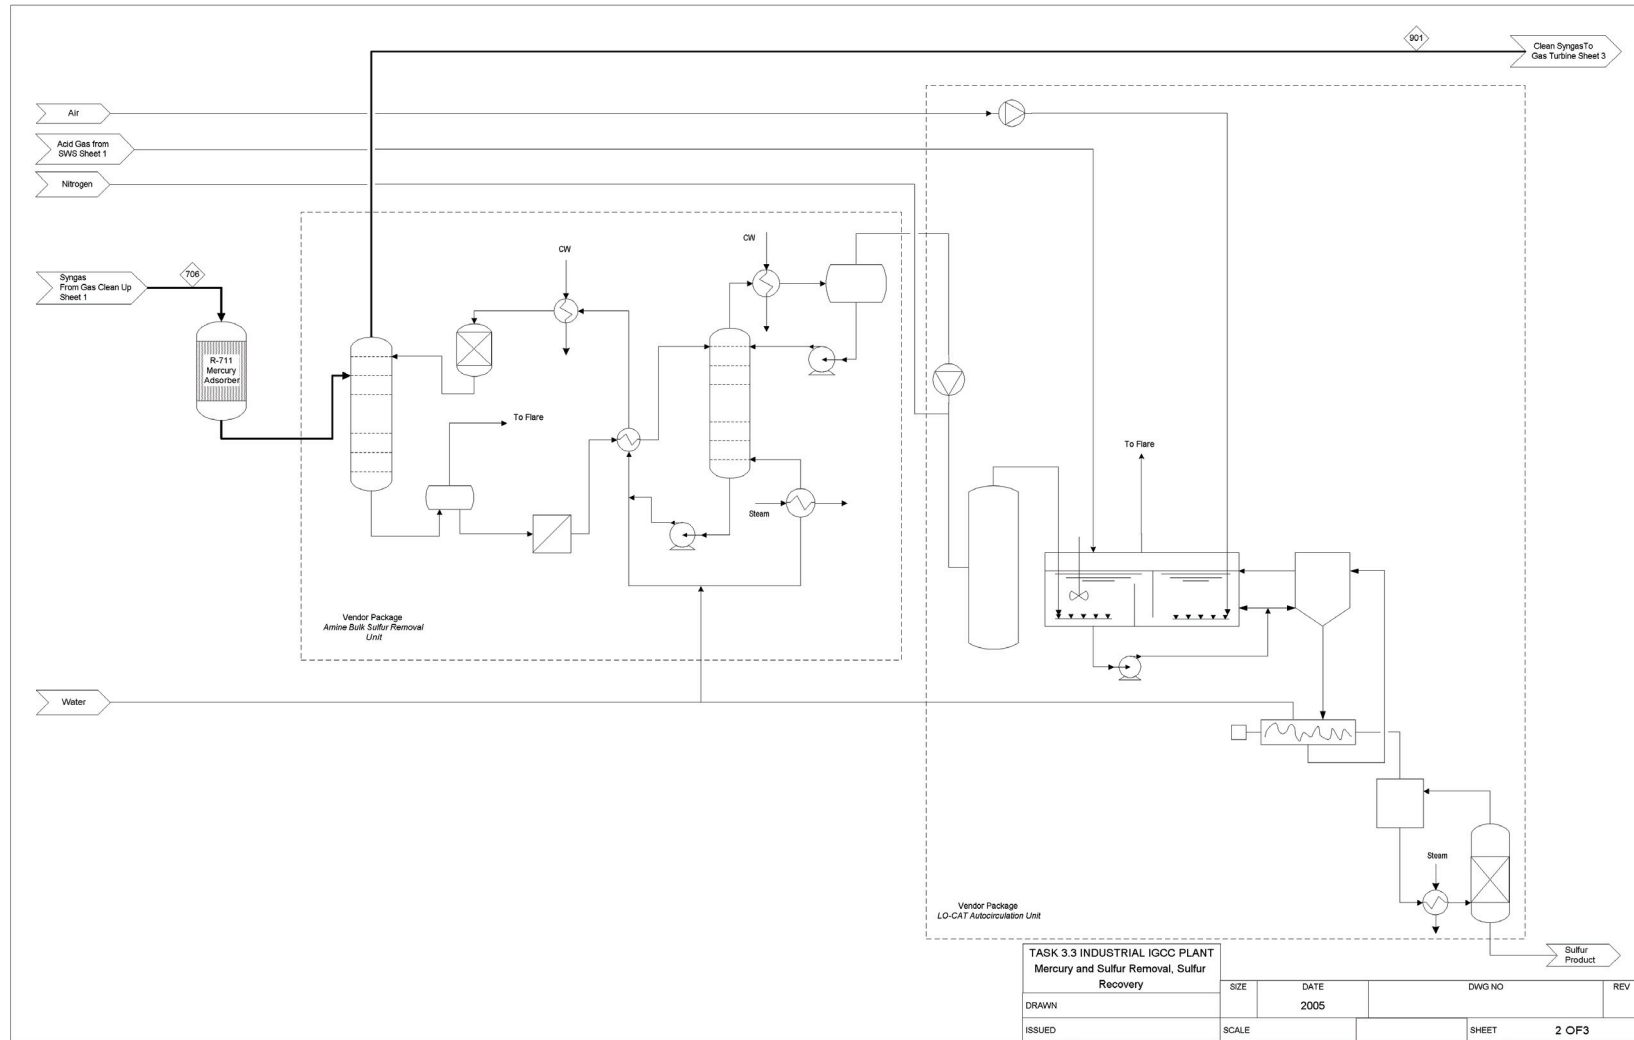 901
Clean SyngasTo
Gas Turbine Sheet 3
Air
Acid Gas from
SWS Sheet 1
Nitrogen
CW
CW
706
Syngas
From Gas Clean Up
Sheet 1
R-711
Mercury
Adsorber
To Flare
To Flare
Steam
Vendor Package
Amine Bulk Sulfur Removal
Unit
Water
Steam
Vendor Package
LO-CAT Autocirculation Unit
Sulfur
Product
TASK 3.3 INDUSTRIAL IGCC PLANT
Mercury and Sulfur Removal, Sulfur
Recovery
SIZE
DATE
DWG NO
REV
2005
DRAWN
ISSUED
SCALE
SHEET
2 OF3